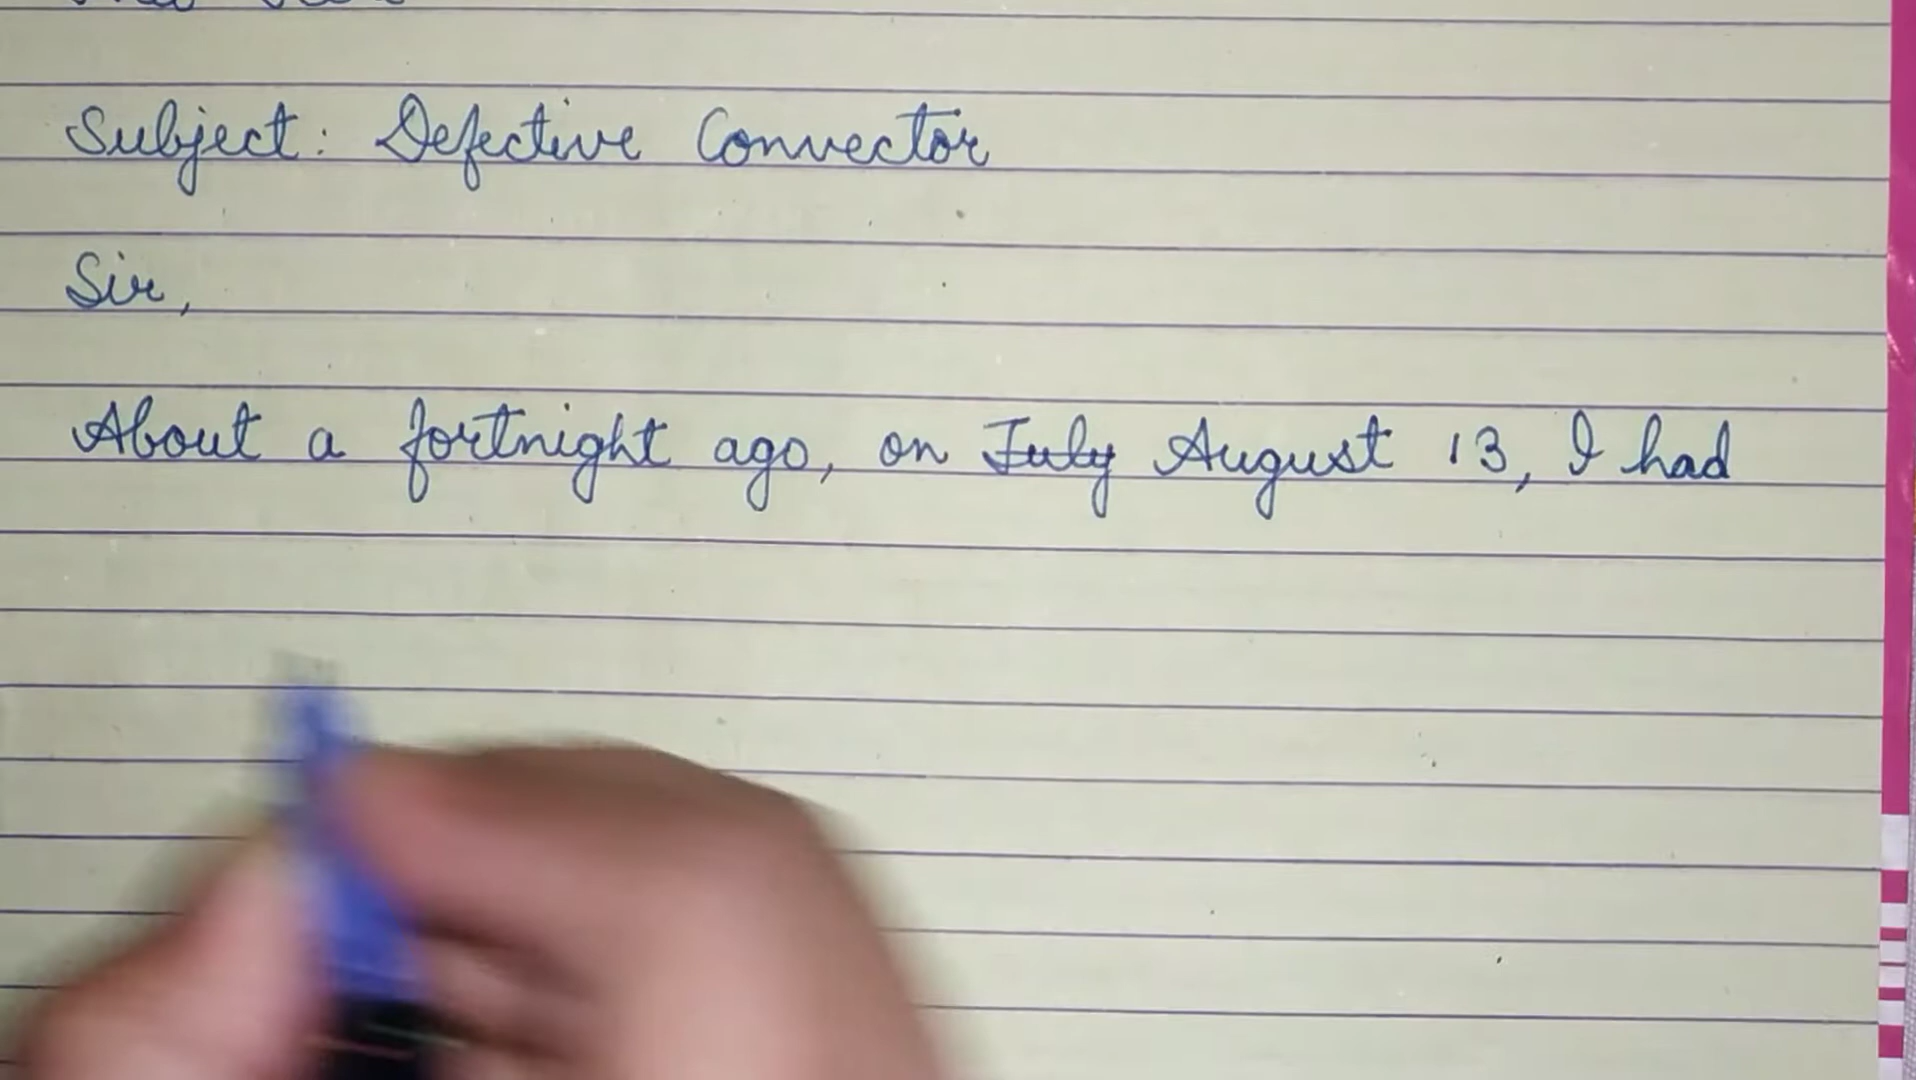 Subject: Defective Convector
Sir,
About a fortnight ago, on July August 13, I had